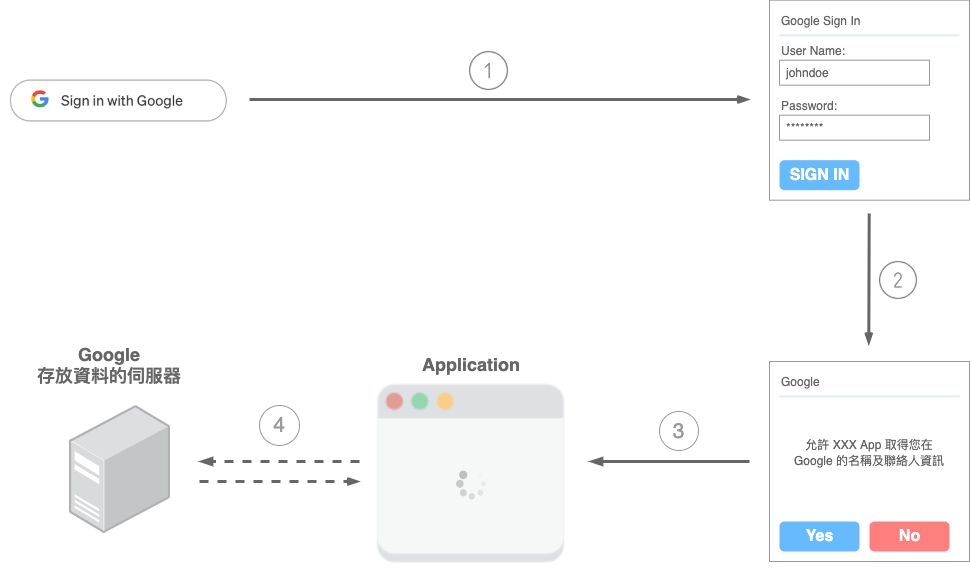 Sign in with Google
1
Google Sign In
User Name:
johndoe
Password:
********
SIGN IN
2
Google
允許 XXX App 取得您在
Google 的名稱及聯絡人資訊
Yes
No
3
Application
4
Google
存放資料的伺服器